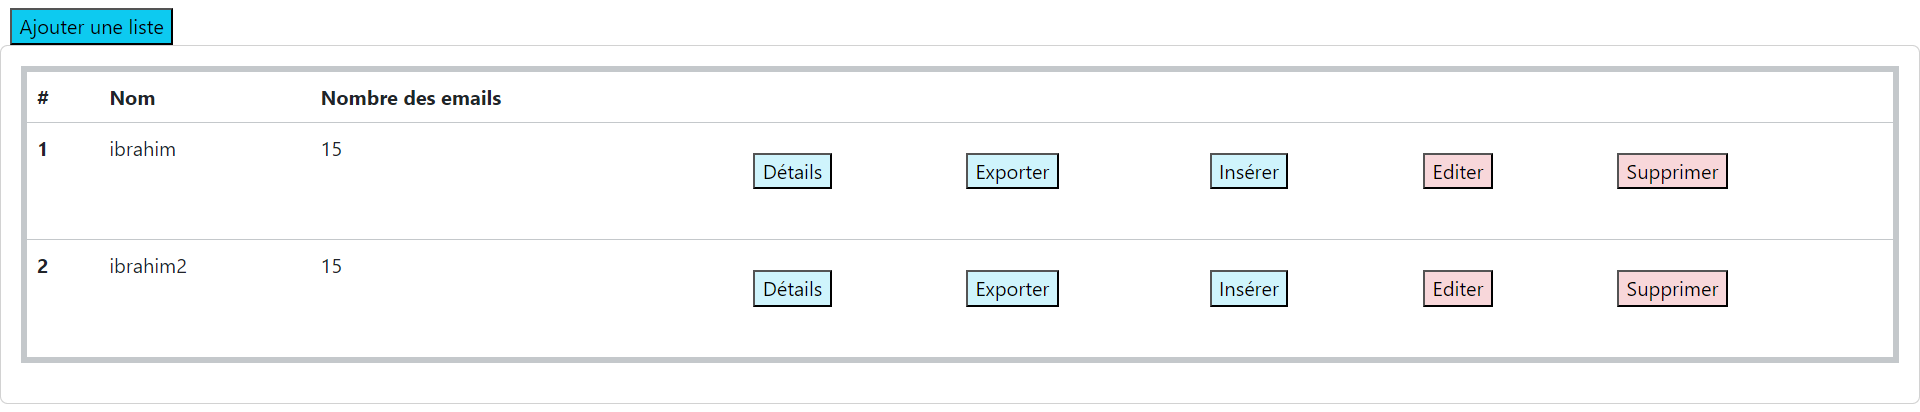 Ajouter une liste
# Nom Nombre des emails
1 ibrahim 15 Détails Exporter Insérer Editer Supprimer
2 ibrahim2 15 Détails Exporter Insérer Editer Supprimer